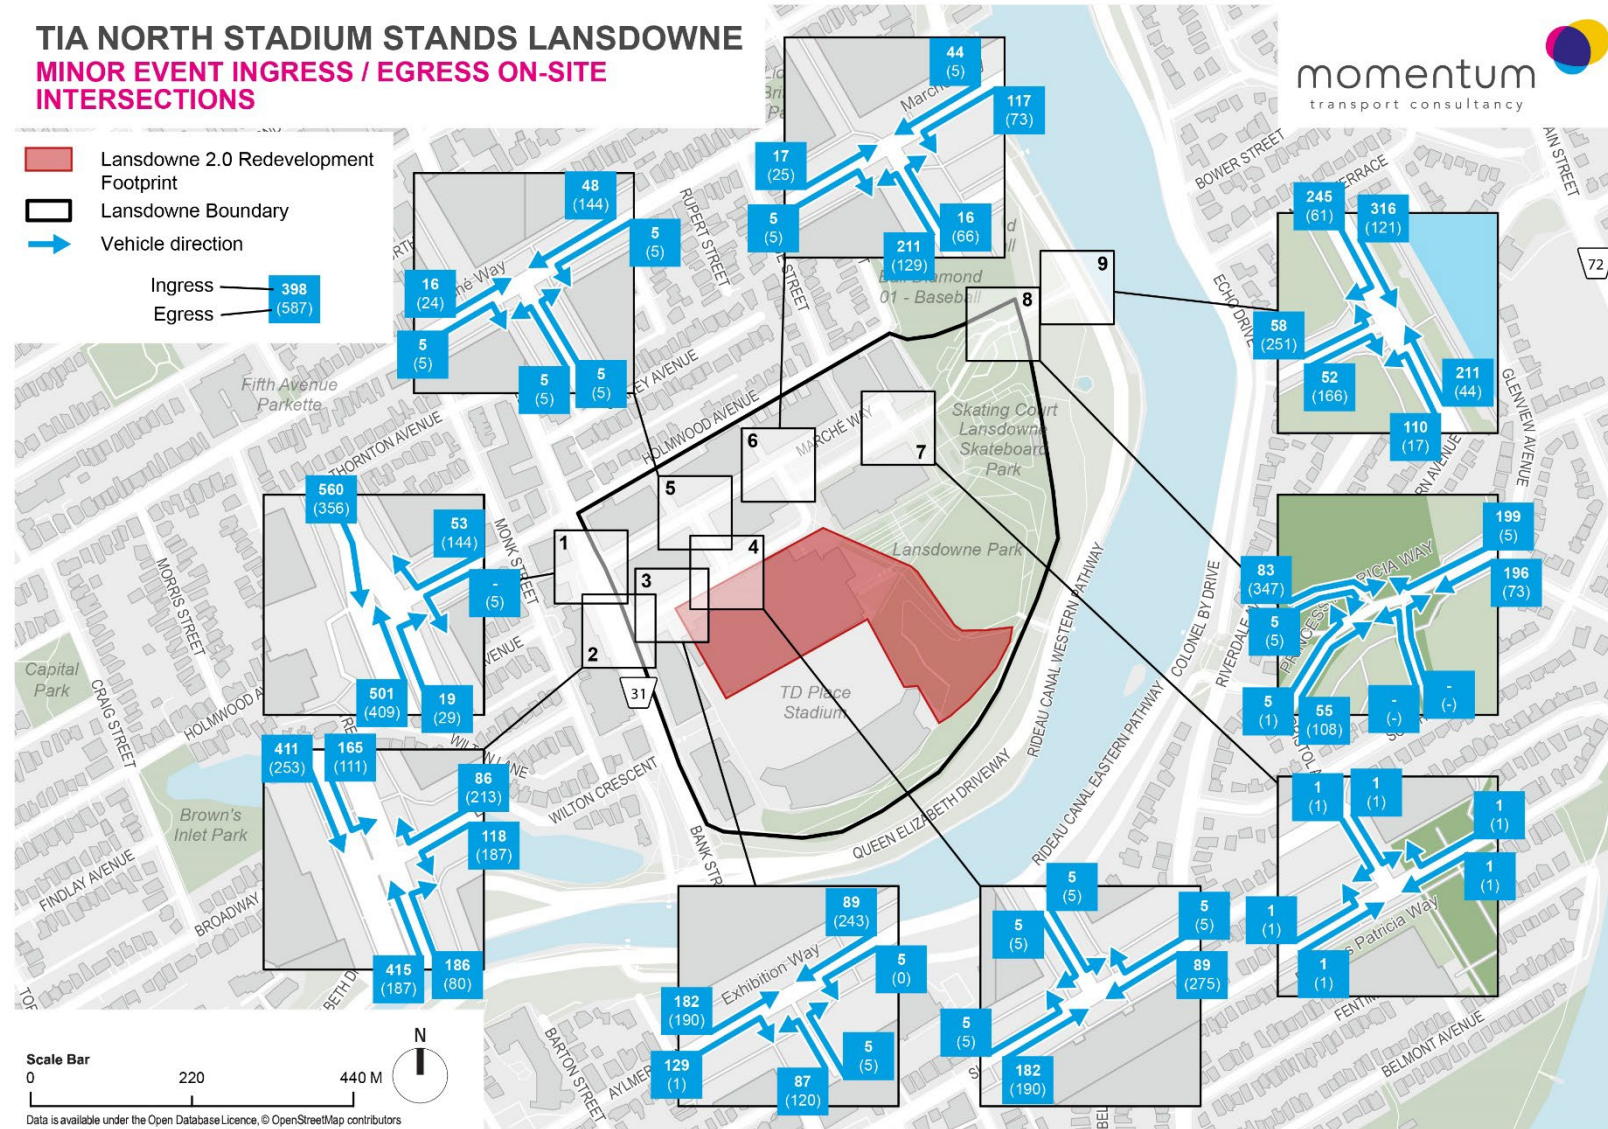 TIA NORTH STADIUM STANDS LANSDOWNE
MINOR EVENT INGRESS / EGRESS ON-SITE
INTERSECTIONS
momentum
transport consultancy
Lansdowne 2.0 Redevelopment
Footprint
Lansdowne Boundary
Vehicle direction
Ingress
Egress
398
(587)
44
(5)
117
(73)
17
(25)
5
(5)
16
(66)
211
(129)
48
(144)
5
(5)
16
(24)
5
(5)
5
(5)
5
(5)
245
(61)
316
(121)
58
(251)
52
(166)
211
(44)
110
(17)
560
(356)
53
(144)
-
(5)
501
(409)
19
(29)
199
(5)
196
(73)
83
(347)
5
(5)
5
(1)
55
(108)
-
(-)
-
(-)
411
(253)
165
(111)
86
(213)
118
(187)
415
(187)
186
(80)
89
(243)
5
(0)
182
(190)
129
(1)
87
(120)
5
(5)
5
(5)
5
(5)
5
(5)
89
(275)
5
(5)
182
(190)
1
(1)
1
(1)
1
(1)
1
(1)
1
(1)
1
(1)
1
2
3
4
5
6
7
8
9
31
72
BOWER STREET
RUPERT STREET
01 - Baseball
ECHO DRIVE
GLENVIEW AVENUE
Fifth Avenue
Parkette
THORNTON AVENUE
HOLMWOOD AVENUE
MARCHÉ WAY
Skating Court
Lansdowne
Skateboard
Park
Lansdowne Park
MONK STREET
MORRIS STREET
Capital
Park
CRAIG STREET
TD Place
Stadium
RIDEAU CANAL WESTERN PATHWAY
COLONEL BY DRIVE
RIDEAU CANAL EASTERN PATHWAY
WILTON CRESCENT
QUEEN ELIZABETH DRIVEWAY
Brown's
Inlet Park
FINDLAY AVENUE
BROADWAY
Exhibition Way
BARTON STREET
BELMONT AVENUE
N
Scale Bar
0 220 440 M
Data is available under the Open Database Licence, © OpenStreetMap contributors